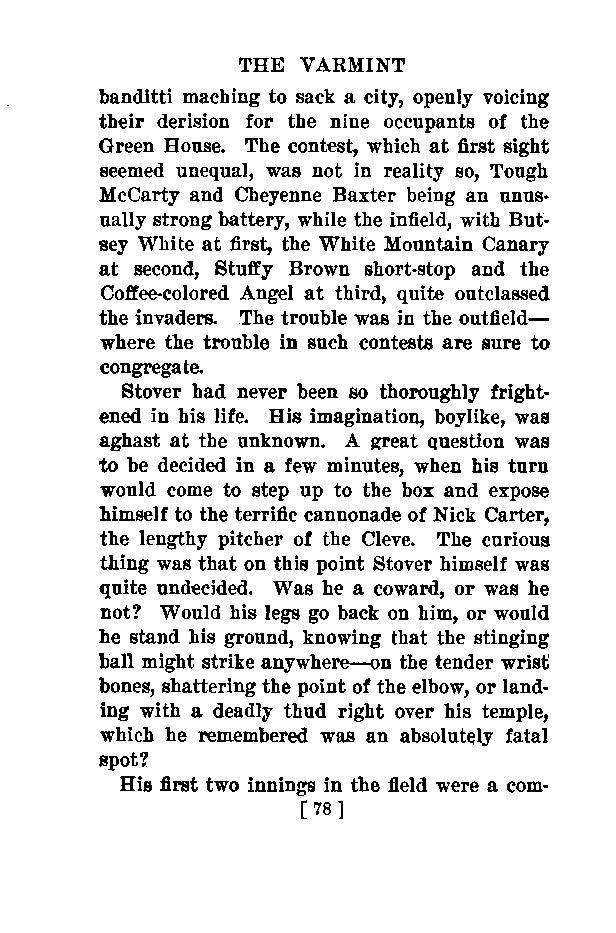 THE VARMINT
banditti maching to sack a city, openly voicing
their derision for the nine occupants of the
Green House. The contest, which at first sight
seemed unequal, was not in reality so, Tough
McCarty and Cheyenne Baxter being an unus-
ually strong battery, while the infield, with But-
sey White at first, the White Mountain Canary
at second, Stuffy Brown short-stop and the
Coffee-colored Angel at third, quite outclassed
the invaders. The trouble was in the outfield—
where the trouble in such contests are sure to
congregate.
Stover had never been so thoroughly fright-
ened in his life. His imagination, boylike, was
aghast at the unknown. A great question was
to be decided in a few minutes, when his turn
would come to step up to the box and expose
himself to the terrific cannonade of Nick Carter,
the lengthy pitcher of the Cleve. The curious
thing was that on this point Stover himself was
quite undecided. Was he a coward, or was he
not? Would his legs go back on him, or would
he stand his ground, knowing that the stinging
ball might strike anywhere—on the tender wrist
bones, shattering the point of the elbow, or land-
ing with a deadly thud right over his temple,
which he remembered was an absolutely fatal
spot?
His first two innings in the field were a com-
[ 78 ]